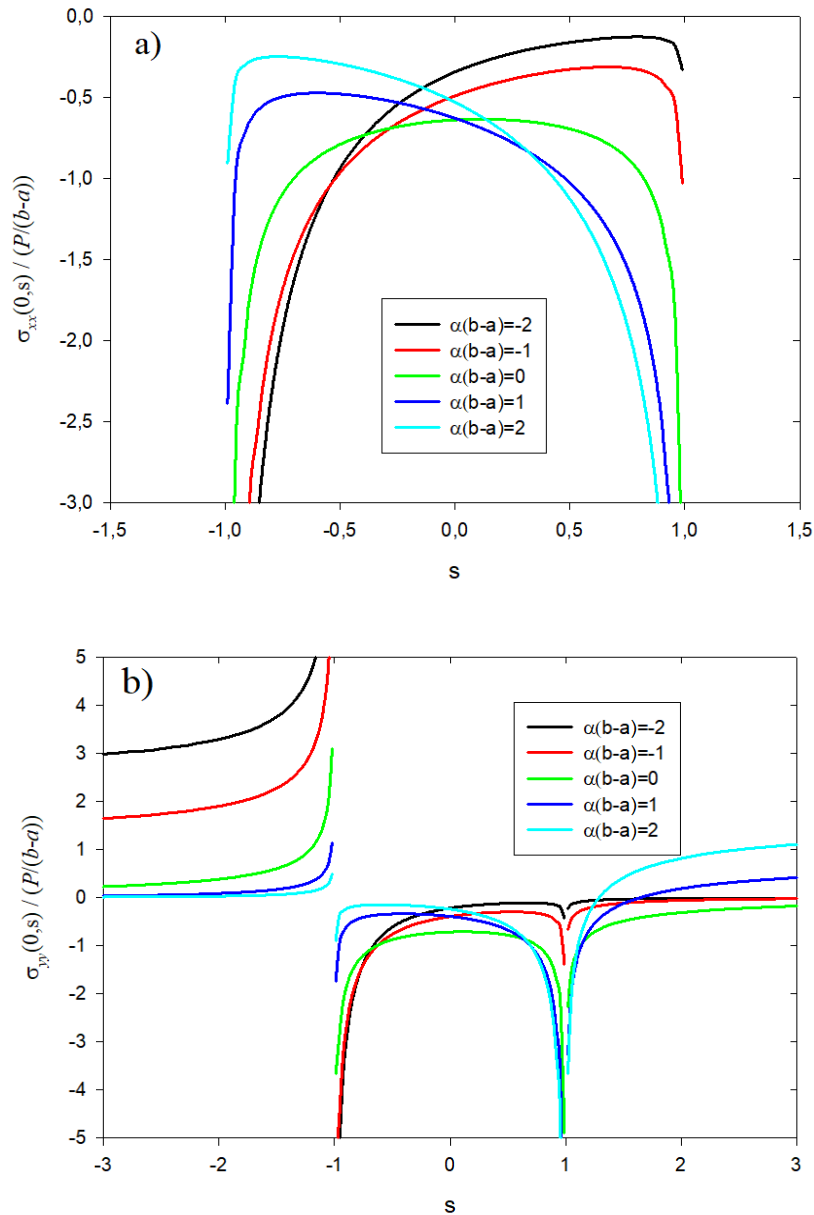 a)
0,0
-0,5
-1,0
-1,5
-2,0
-2,5
-3,0
σxx(0,s) / (P/(b-a))
α(b-a)=-2
α(b-a)=-1
α(b-a)=0
α(b-a)=1
α(b-a)=2
-1,5 -1,0 -0,5 0,0 0,5 1,0 1,5
s
b)
5
4
3
2
1
0
-1
-2
-3
-4
-5
σyy(0,s) / (P/(b-a))
α(b-a)=-2
α(b-a)=-1
α(b-a)=0
α(b-a)=1
α(b-a)=2
-3 -2 -1 0 1 2 3
s